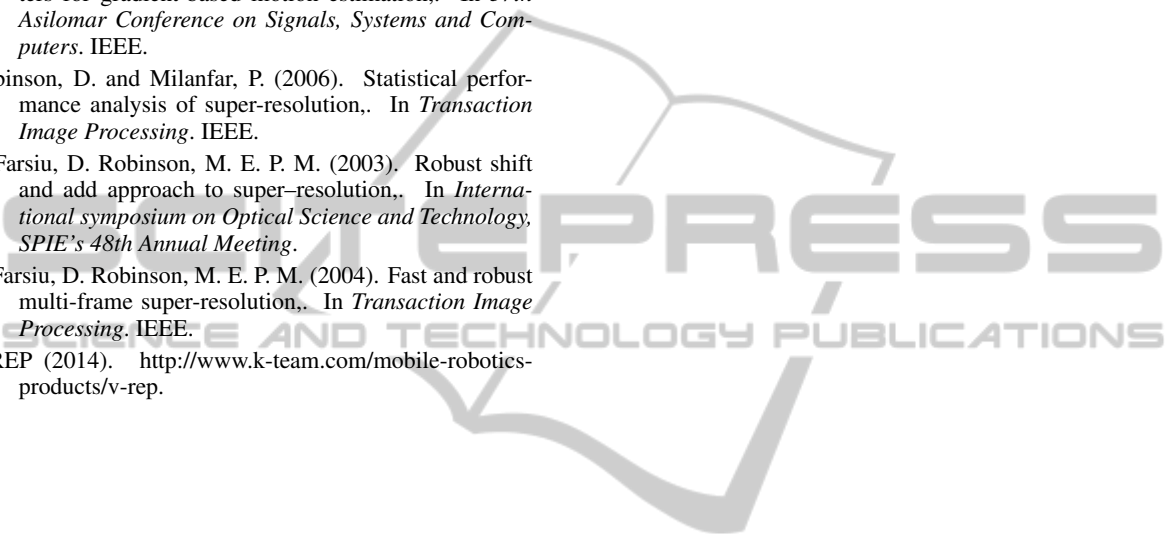 ters for gradient-based motion estimation,. In
Asilomar Conference on Signals, Systems and Com-
puters. IEEE.
binson, D. and Milanfar, P. (2006). Statistical perfor-
mance analysis of super-resolution,. In Transaction
Image Processing. IEEE.
Farsiu, D. Robinson, M. E. P. M. (2003). Robust shift
and add approach to super–resolution,. In Interna-
tional symposium on Optical Science and Technology,
SPIE's 48th Annual Meeting.
Farsiu, D. Robinson, M. E. P. M. (2004). Fast and robust
multi-frame super-resolution,. In Transaction Image
Processing. IEEE.
REP (2014). http://www.k-team.com/mobile-robotics-
products/v-rep.
SCITEPRESS
SCIENCE AND TECHNOLOGY PUBLICATIONS